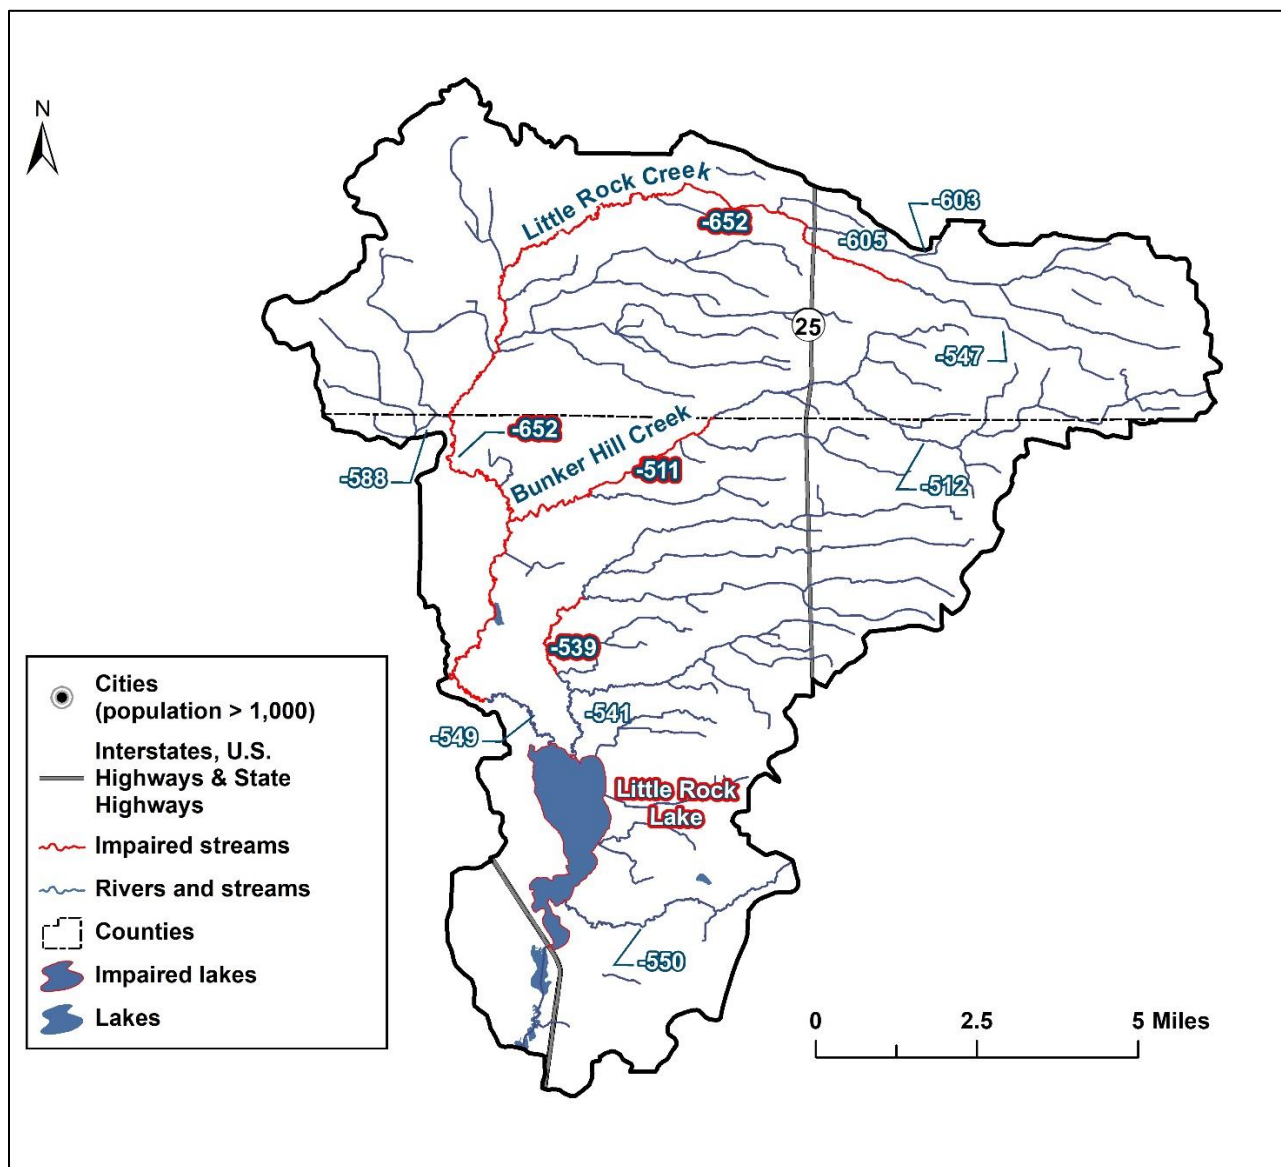 N
Little Rock Creek
-652
-603
-605
25
-547
-652
Bunker Hill Creek
-511
-588
-512
-539
-541
-549
Little Rock
Lake
-550
Cities
(population > 1,000)
Interstates, U.S.
Highways & State
Highways
Impaired streams
Rivers and streams
Counties
Impaired lakes
Lakes
0
2.5
5 Miles